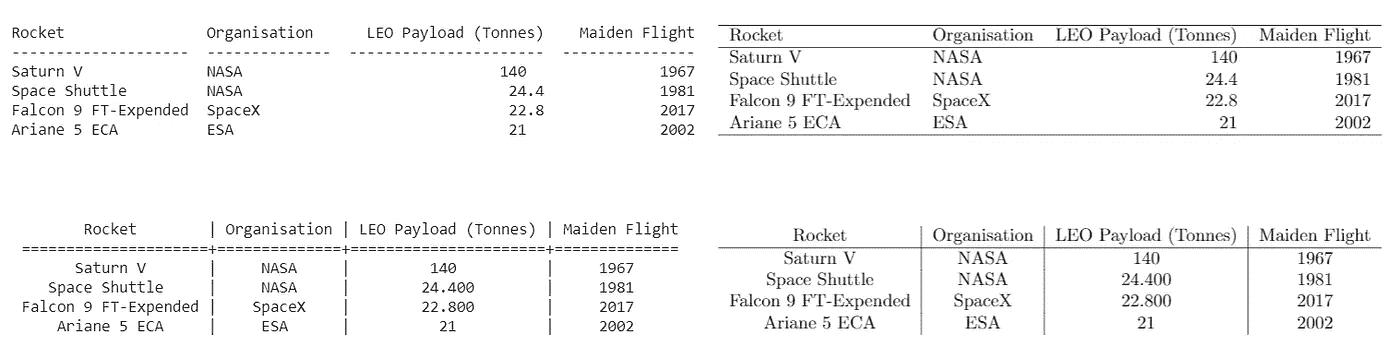 Rocket Organisation LEO Payload (Tonnes) Maiden Flight
-------------------- -------------- ---------------------- ---------------
Saturn V NASA 140 1967
Space Shuttle NASA 24.4 1981
Falcon 9 FT-Expended SpaceX 22.8 2017
Ariane 5 ECA ESA 21 2002
Rocket Organisation LEO Payload (Tonnes) Maiden Flight
Saturn V NASA 140 1967
Space Shuttle NASA 24.4 1981
Falcon 9 FT-Expended SpaceX 22.8 2017
Ariane 5 ECA ESA 21 2002
Rocket | Organisation | LEO Payload (Tonnes) | Maiden Flight
=====================+==============+======================+==============
Saturn V | NASA | 140 | 1967
Space Shuttle | NASA | 24.400 | 1981
Falcon 9 FT-Expended | SpaceX | 22.800 | 2017
Ariane 5 ECA | ESA | 21 | 2002
Rocket Organisation LEO Payload (Tonnes) Maiden Flight
Saturn V NASA 140 1967
Space Shuttle NASA 24.400 1981
Falcon 9 FT-Expended SpaceX 22.800 2017
Ariane 5 ECA ESA 21 2002